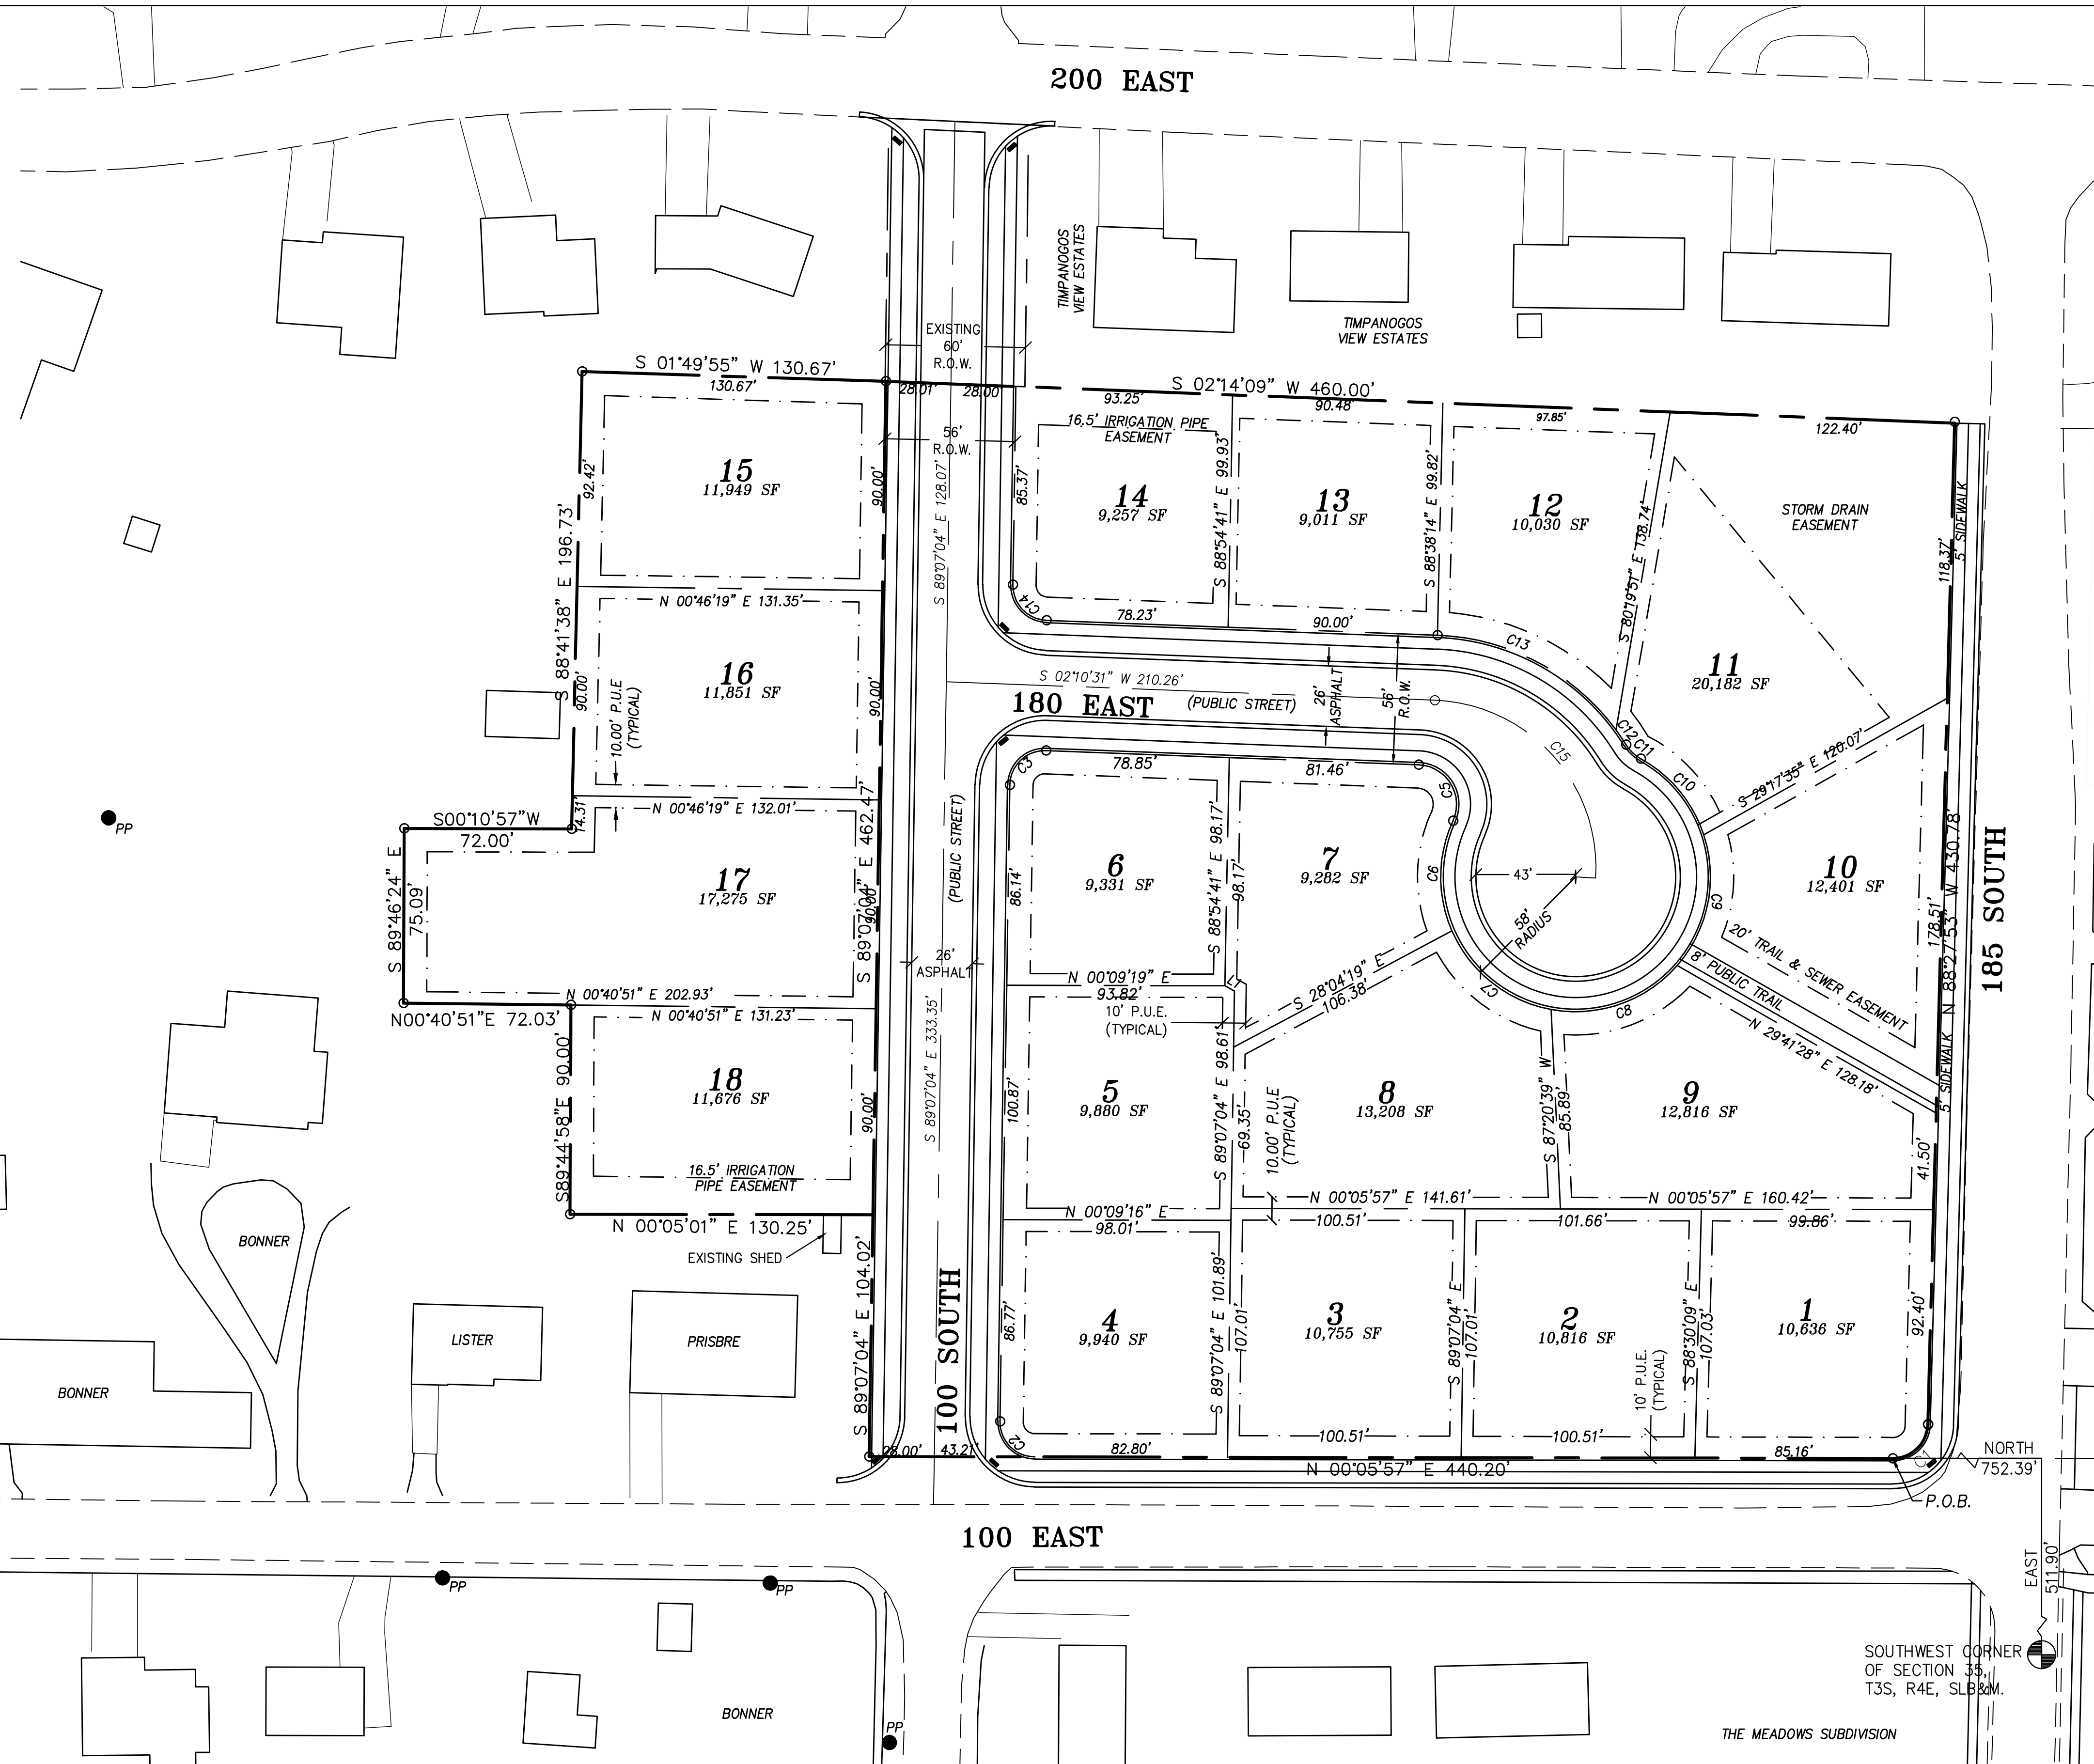 200 EAST
TIMPANOGOS
VIEW ESTATES
TIMPANOGOS
VIEW ESTATES
EXISTING
60'
R.O.W.
S 01°49'55" W 130.67'
130.67'
28.01'
28.00
S 02°14'09" W 460.00'
93.25'
90.48'
97.85'
122.40'
16.5' IRRIGATION PIPE
EASEMENT
56'
R.O.W.
92.42'
15
11,949 SF
90.00'
S 89°07'04" E 128.07'
85.37'
14
9,257 SF
S 88°54'41" E 99.93'
13
9,011 SF
S 88°38'14" E 99.82'
12
10,030 SF
S 80°19'51" E 138.74'
STORM DRAIN
EASEMENT
118.37'
5' SIDEWALK
S 88°41'38" E 196.73'
N 00°46'19" E 131.35'
C14
78.23'
90.00'
C13
90.00'
10.00' P.U.E
(TYPICAL)
16
11,851 SF
90.00'
S 02°10'31" W 210.26'
180 EAST
(PUBLIC STREET)
26'
ASPHALT
56'
R.O.W.
11
20,182 SF
C12
C11
C10
C15
S 29°17'35" E 120.07'
C3
78.85'
81.46'
C5
14.31'
N 00°46'19" E 132.01'
S00°10'57"W
72.00'
S 89°46'24" E
75.09'
17
17,275 SF
90.00'
S 89°07'04" E 462.47'
(PUBLIC STREET)
86.14'
6
9,331 SF
S 88°54'41" E 98.17'
98.17'
7
9,282 SF
C6
43'
58'
RADIUS
C9
10
12,401 SF
178.51'
N 88°27'53" W 430.78'
185 SOUTH
20' TRAIL & SEWER EASEMENT
8' PUBLIC TRAIL
N 29°41'28" E 128.18'
5' SIDEWALK
26'
ASPHALT
N 00°09'19" E
93.82'
L1
10' P.U.E.
(TYPICAL)
S 28°04'19" E
106.38'
C7
C8
N 00°40'51" E 202.93'
N00°40'51"E 72.03'
N 00°40'51" E 131.23'
S89°44'58"E 90.00'
18
11,676 SF
90.00'
S 89°07'04" E 333.35'
100.87'
5
9,880 SF
S 89°07'04" E 98.61'
69.35'
10.00' P.U.E
(TYPICAL)
8
13,208 SF
S 87°20'39" W
85.89'
9
12,816 SF
41.50'
16.5' IRRIGATION
PIPE EASEMENT
N 00°05'01" E 130.25'
EXISTING SHED
N 00°09'16" E
98.01'
N 00°05'57" E 141.61'
N 00°05'57" E 160.42'
100.51'
101.66'
99.86'
S 89°07'04" E 104.02'
100 SOUTH
86.77'
4
9,940 SF
S 89°07'04" E 101.89'
107.01'
3
10,755 SF
S 89°07'04" E
107.01'
2
10,816 SF
10' P.U.E.
(TYPICAL)
S 88°30'09" E
107.03'
1
10,636 SF
92.40'
28.00'
43.21'
C2
82.80'
100.51'
100.51'
85.16'
C1
N 00°05'57" E 440.20'
NORTH
752.39'
P.O.B.
100 EAST
EAST
511.90'
SOUTHWEST CORNER
OF SECTION 35,
T3S, R4E, SLB&M.
THE MEADOWS SUBDIVISION
PP
BONNER
LISTER
PRISBRE
BONNER
PP
PP
BONNER
PP